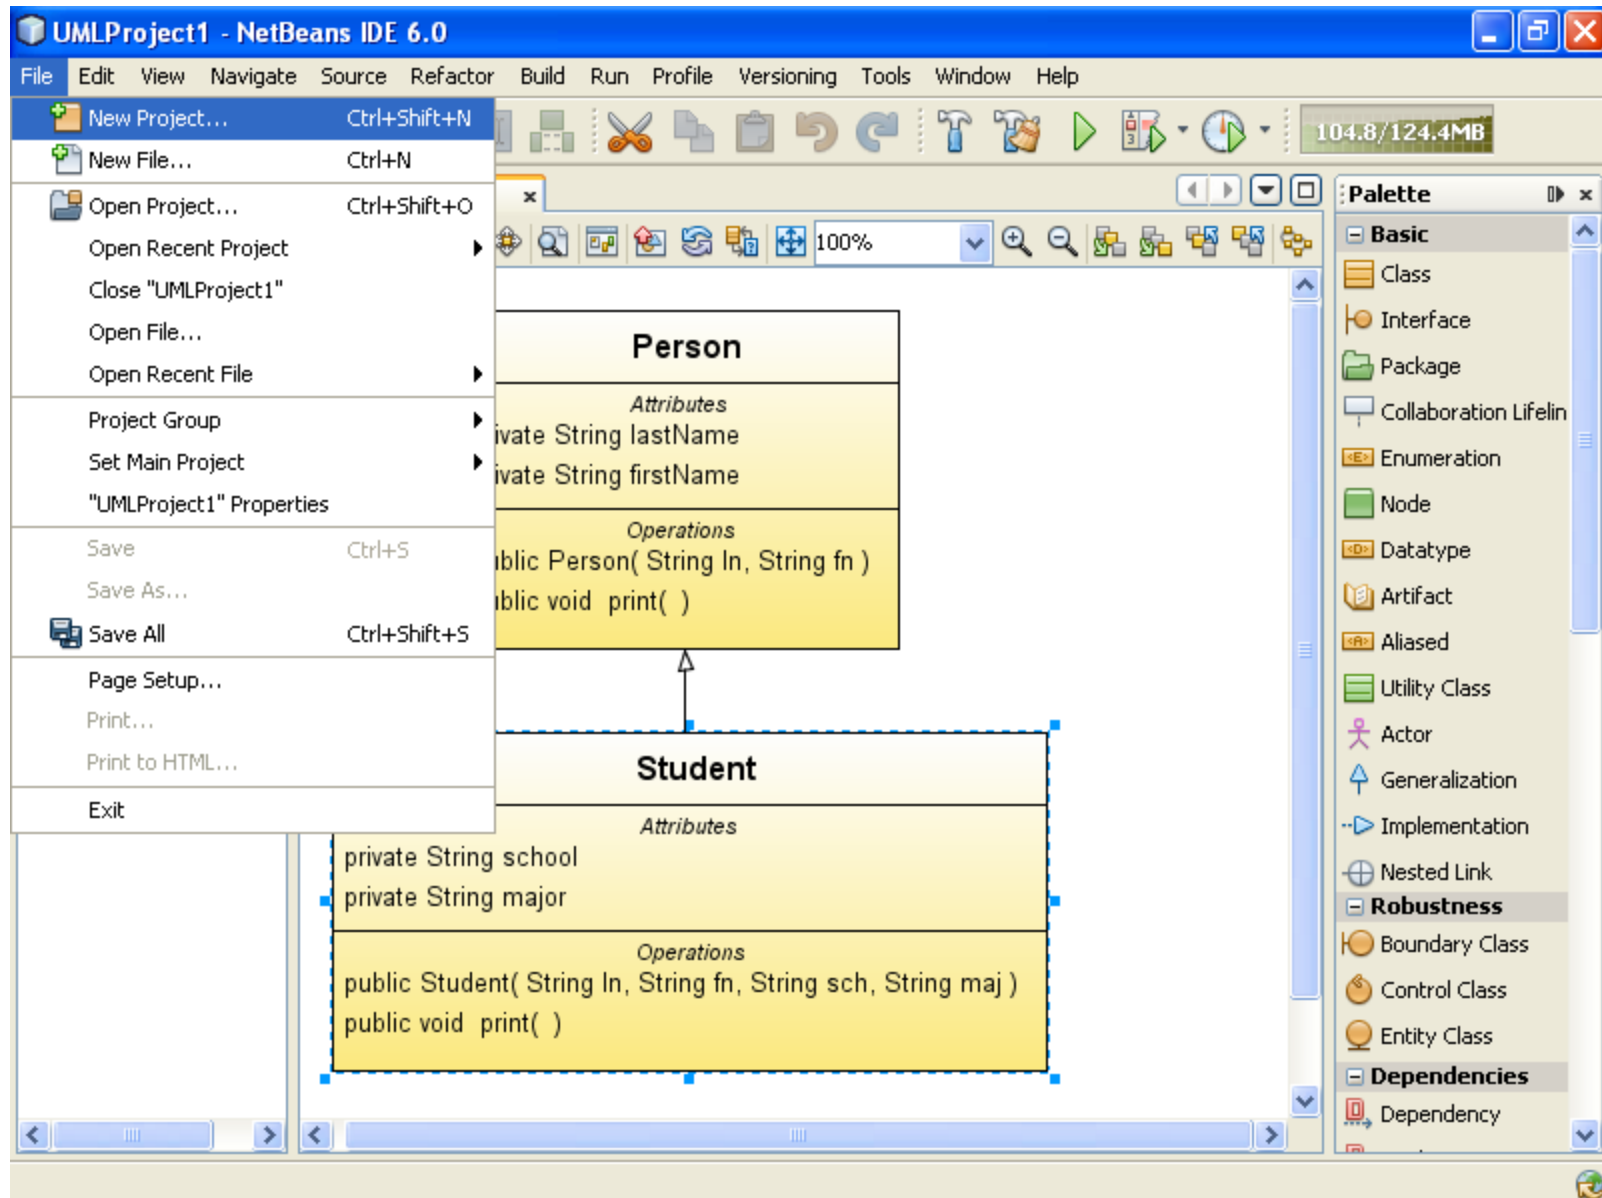 UMLProject1 - NetBeans IDE 6.0
File Edit View Navigate Source Refactor Build Run Profile Versioning Tools Window Help
New Project... Ctrl+Shift+N
New File... Ctrl+N
Open Project... Ctrl+Shift+O
Open Recent Project
Close "UMLProject1"
Open File...
Open Recent File
Project Group
Set Main Project
"UMLProject1" Properties
Save Ctrl+S
Save As...
Save All Ctrl+Shift+S
Page Setup...
Print...
Print to HTML...
Exit
104.8/124.4MB
100%
Person
Attributes
ivate String lastName
ivate String firstName
Operations
ublic Person( String ln, String fn )
ublic void print( )
Student
Attributes
private String school
private String major
Operations
public Student( String ln, String fn, String sch, String maj )
public void print( )
Palette
Basic
Class
Interface
Package
Collaboration Lifelin
Enumeration
Node
Datatype
Artifact
Aliased
Utility Class
Actor
Generalization
Implementation
Nested Link
Robustness
Boundary Class
Control Class
Entity Class
Dependencies
Dependency